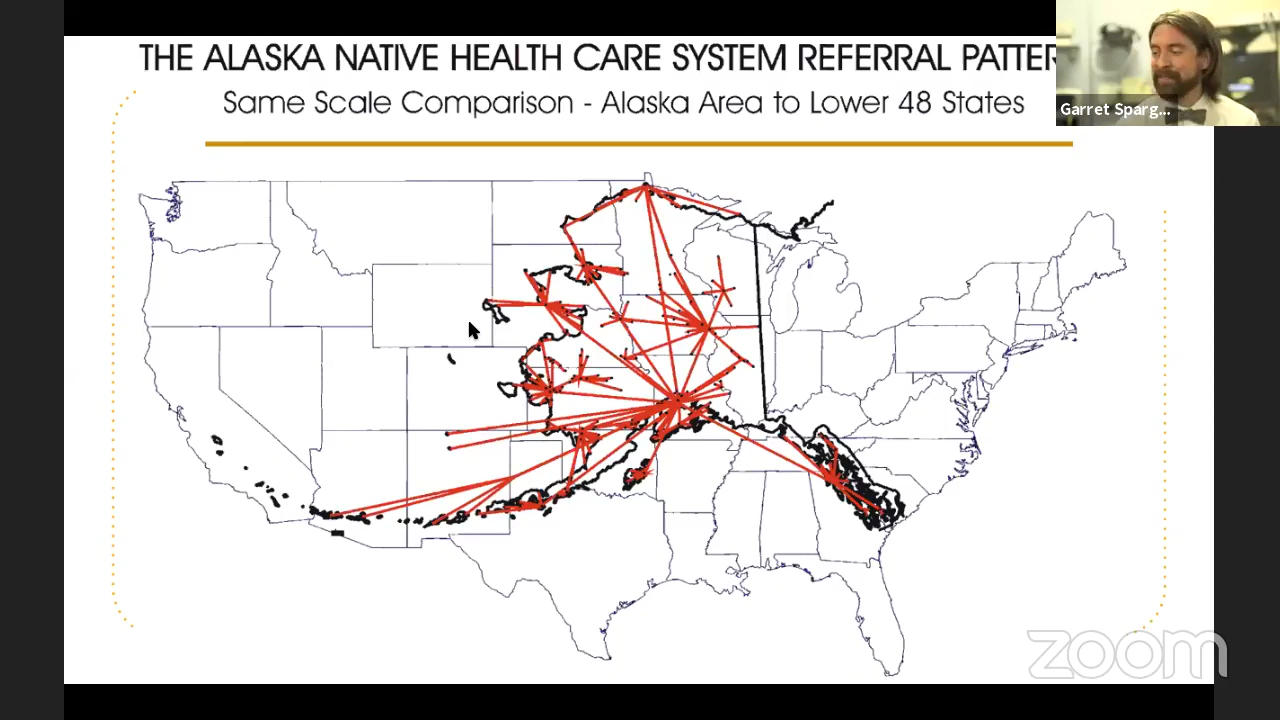 THE ALASKA NATIVE HEALTH CARE SYSTEM REFERRAL PATTER
Same Scale Comparison - Alaska Area to Lower 48 States
Garret Sparg...
zoom